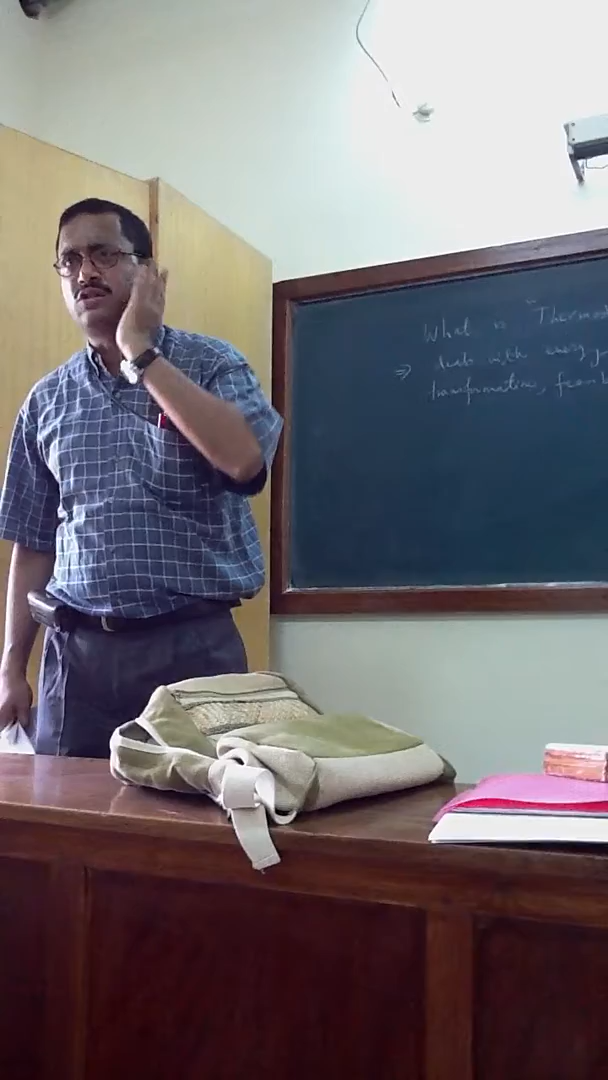 What is "Thermod
⇒ deals with energy
transformation, from